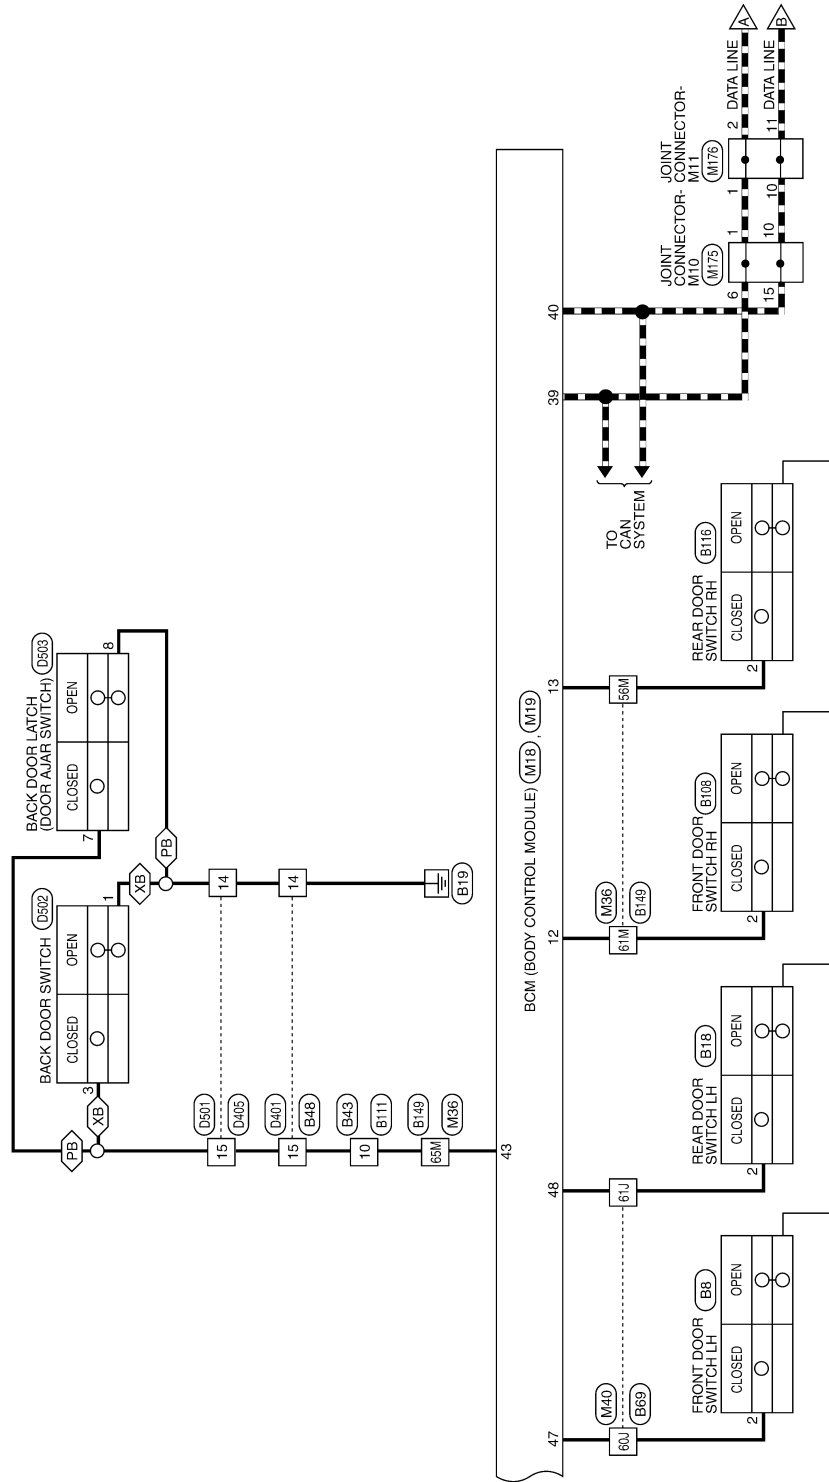 BACK DOOR LATCH
(DOOR AJAR SWITCH)
D503
CLOSED
OPEN
7
8
BACK DOOR SWITCH
D502
CLOSED
OPEN
3
1
PB
XB
XB
PB
15
D501
D405
14
15
D401
B48
14
10
B43
B111
65M
B149
M36
B19
43
BCM (BODY CONTROL MODULE)
M18
,
M19
47
48
12
13
39
40
60J
M40
B69
61J
61M
M36
B149
56M
TO
CAN
SYSTEM
JOINT
CONNECTOR-
M10
M175
6
1
15
10
JOINT
CONNECTOR-
M11
M176
1
2
10
11
DATA LINE
A
DATA LINE
B
FRONT DOOR
SWITCH LH
B8
CLOSED
OPEN
2
REAR DOOR
SWITCH LH
B18
CLOSED
OPEN
2
FRONT DOOR
SWITCH RH
B108
CLOSED
OPEN
2
REAR DOOR
SWITCH RH
B116
CLOSED
OPEN
2